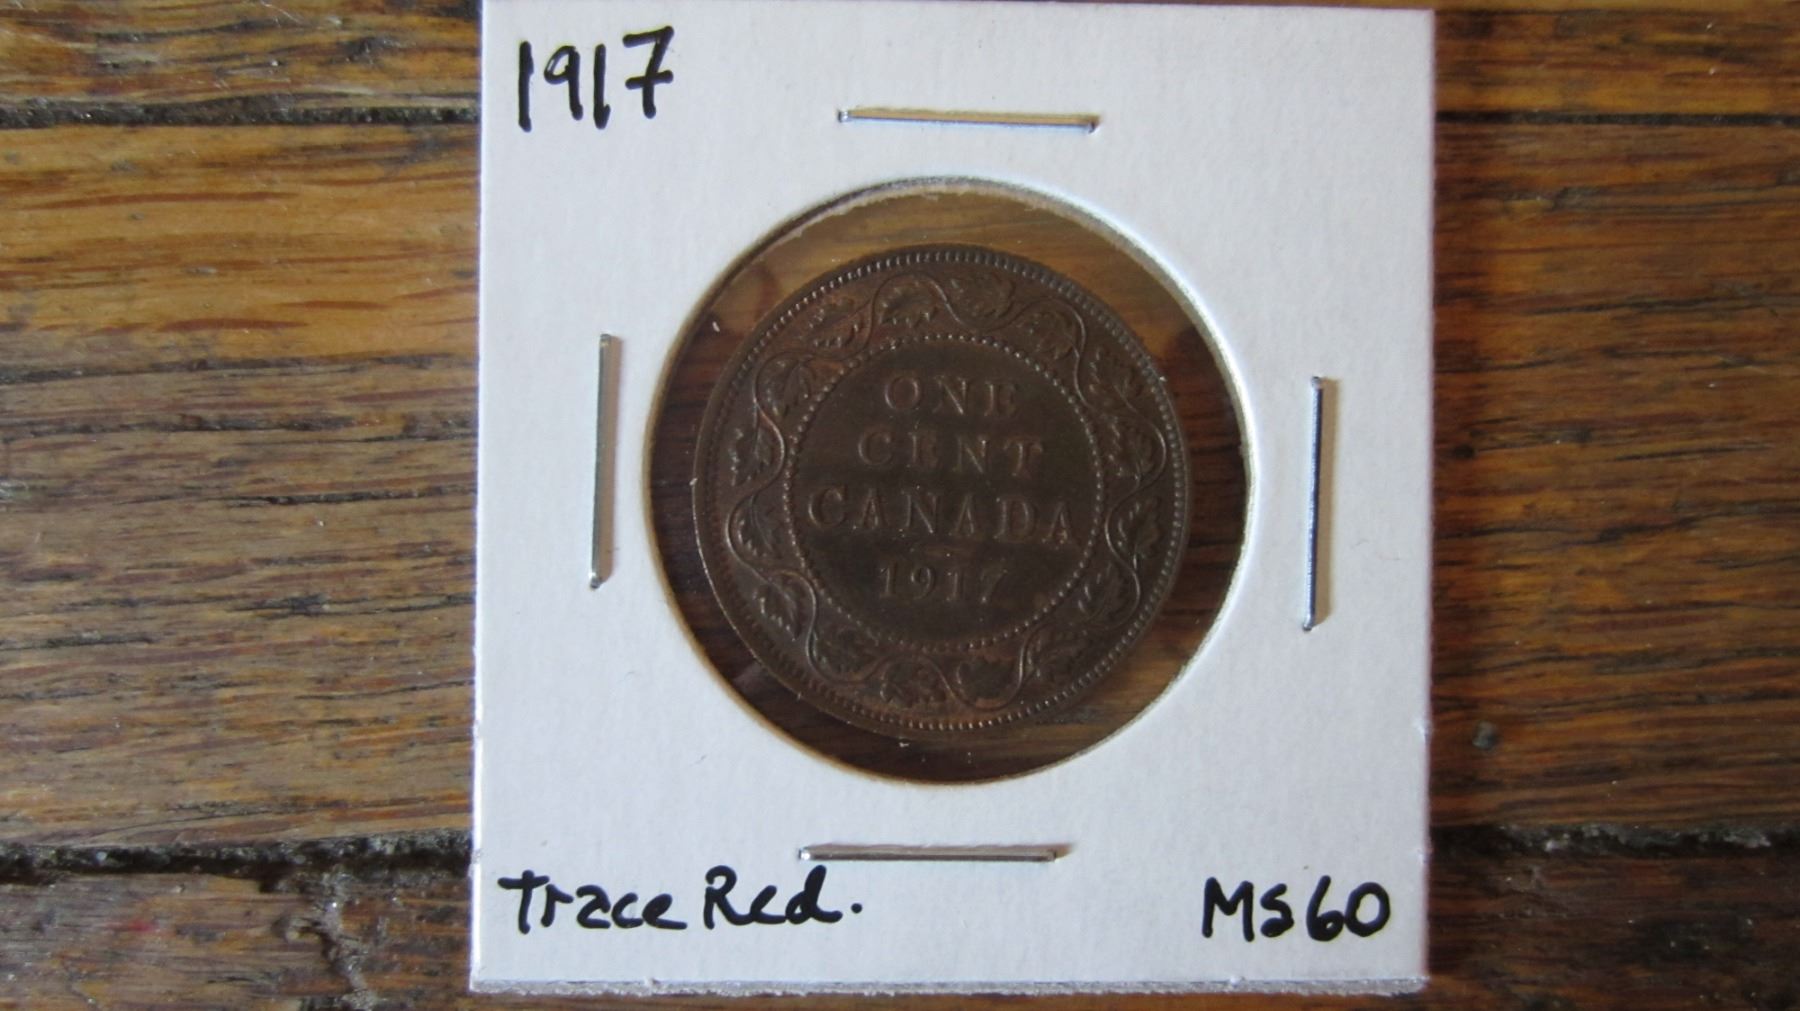 1917
ONE
CENT
CANADA
1917
Trace Red.
MS60